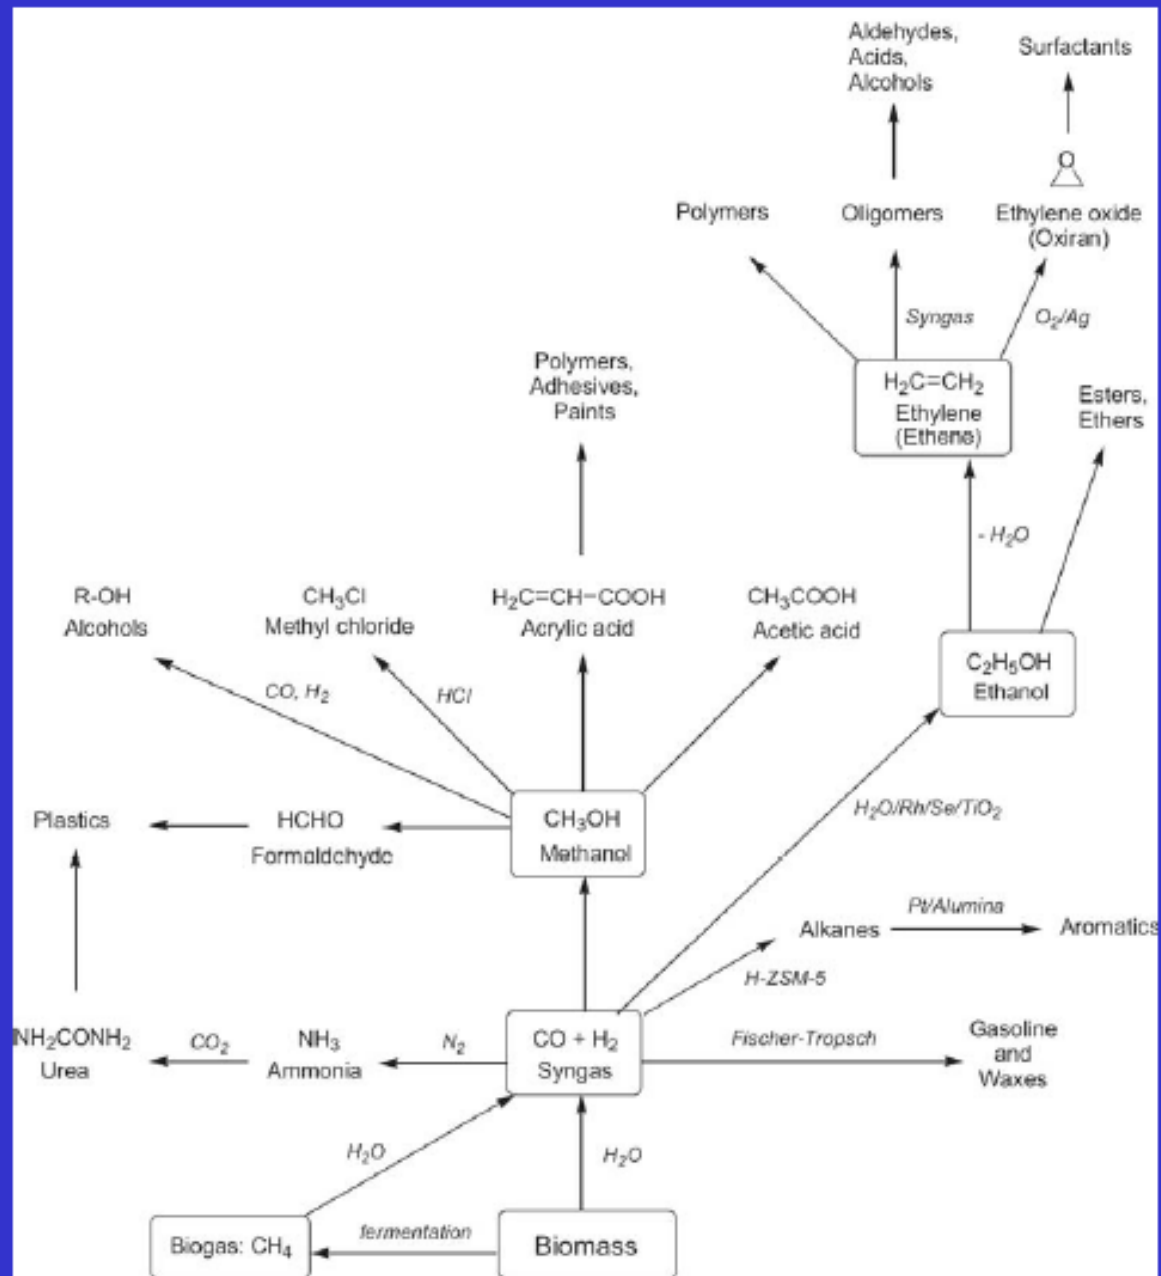 Aldehydes,
Acids,
Alcohols
Surfactants
O
Polymers
Oligomers
Ethylene oxide
(Oxiran)
Syngas
O₂/Ag
H₂C=CH₂
Ethylene
(Ethene)
Esters,
Ethers
Polymers,
Adhesives,
Paints
- H₂O
R-OH
Alcohols
CH₃Cl
Methyl chloride
H₂C=CH−COOH
Acrylic acid
CH₃COOH
Acetic acid
C₂H₅OH
Ethanol
CO, H₂
HCl
H₂O/Rh/Se/TiO₂
Plastics
HCHO
Formaldehyde
CH₃OH
Methanol
Pt/Alumina
Alkanes
Aromatics
H-ZSM-5
NH₂CONH₂
Urea
CO₂
NH₃
Ammonia
N₂
CO + H₂
Syngas
Fischer-Tropsch
Gasoline
and
Waxes
H₂O
H₂O
Biogas: CH₄
fermentation
Biomass